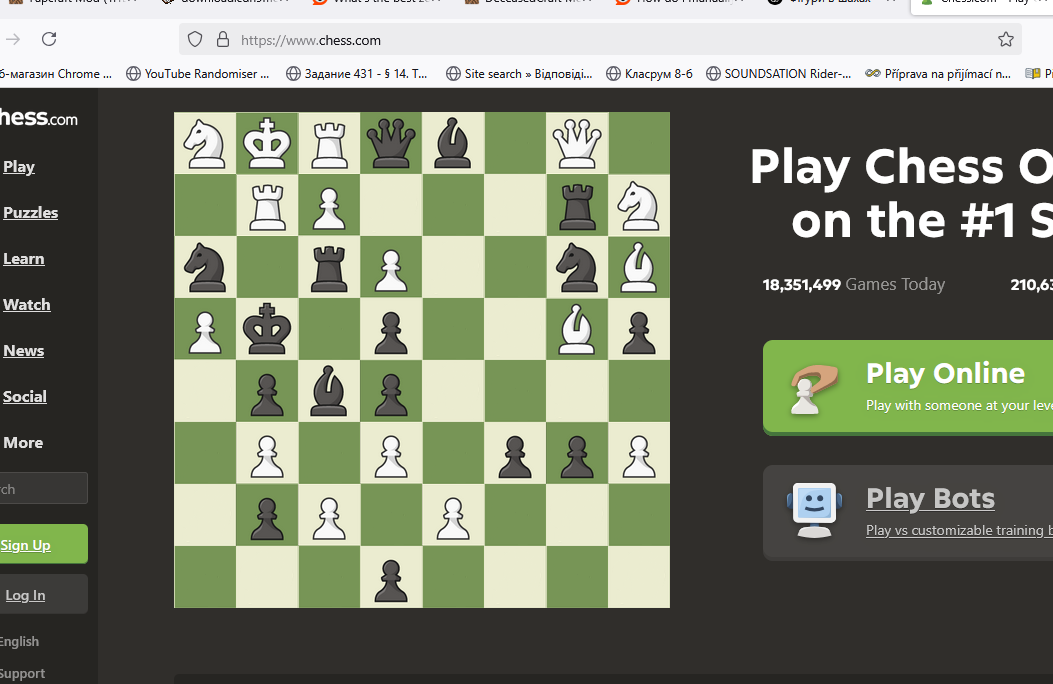 https://www.chess.com
б-магазин Chrome ...
YouTube Randomiser ...
Задание 431 - § 14. Т...
Site search » Відповіді...
Класрум 8-б
SOUNDSATION Rider-...
Příprava na přijímací n...
hess.com
Play
Puzzles
Learn
Watch
News
Social
More
rch
Sign Up
Log In
English
Support
Play Chess O
on the #1 S
18,351,499 Games Today
210,63
Play Online
Play with someone at your leve
Play Bots
Play vs customizable training b